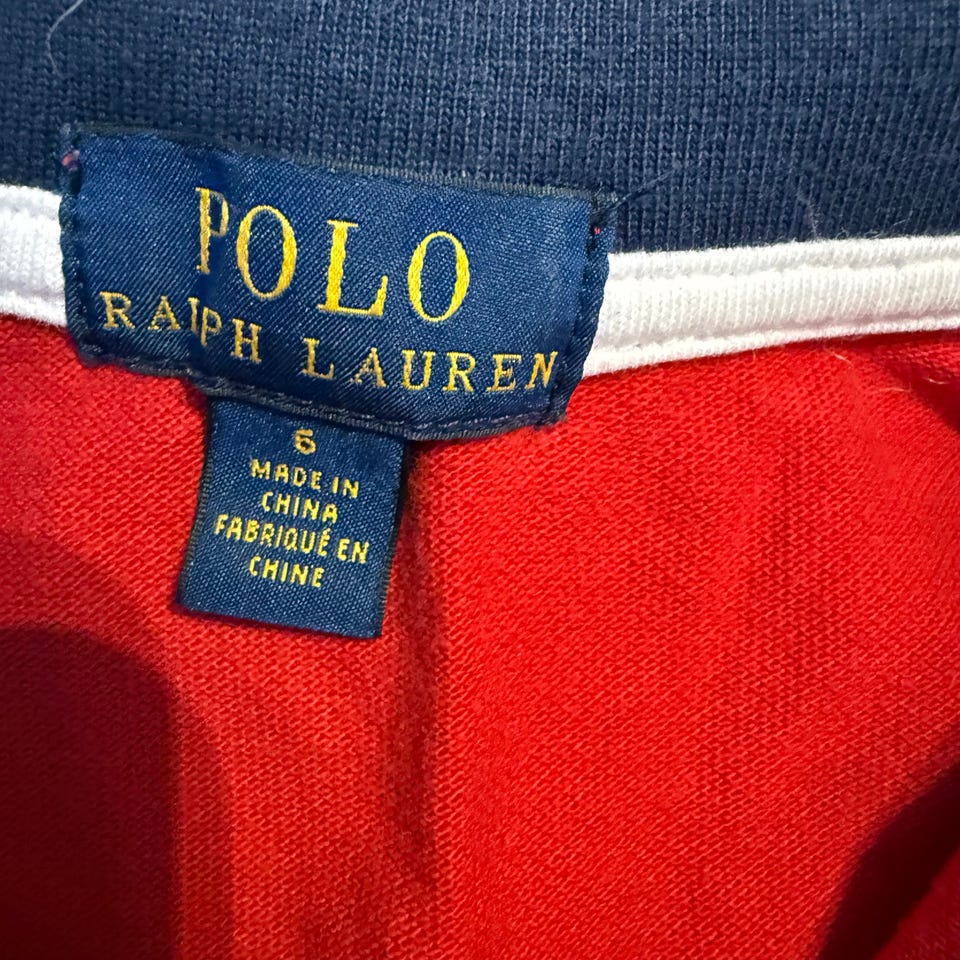 POLO
RALPH LAUREN
6
MADE IN
CHINA
FABRIQUÉ EN
CHINE